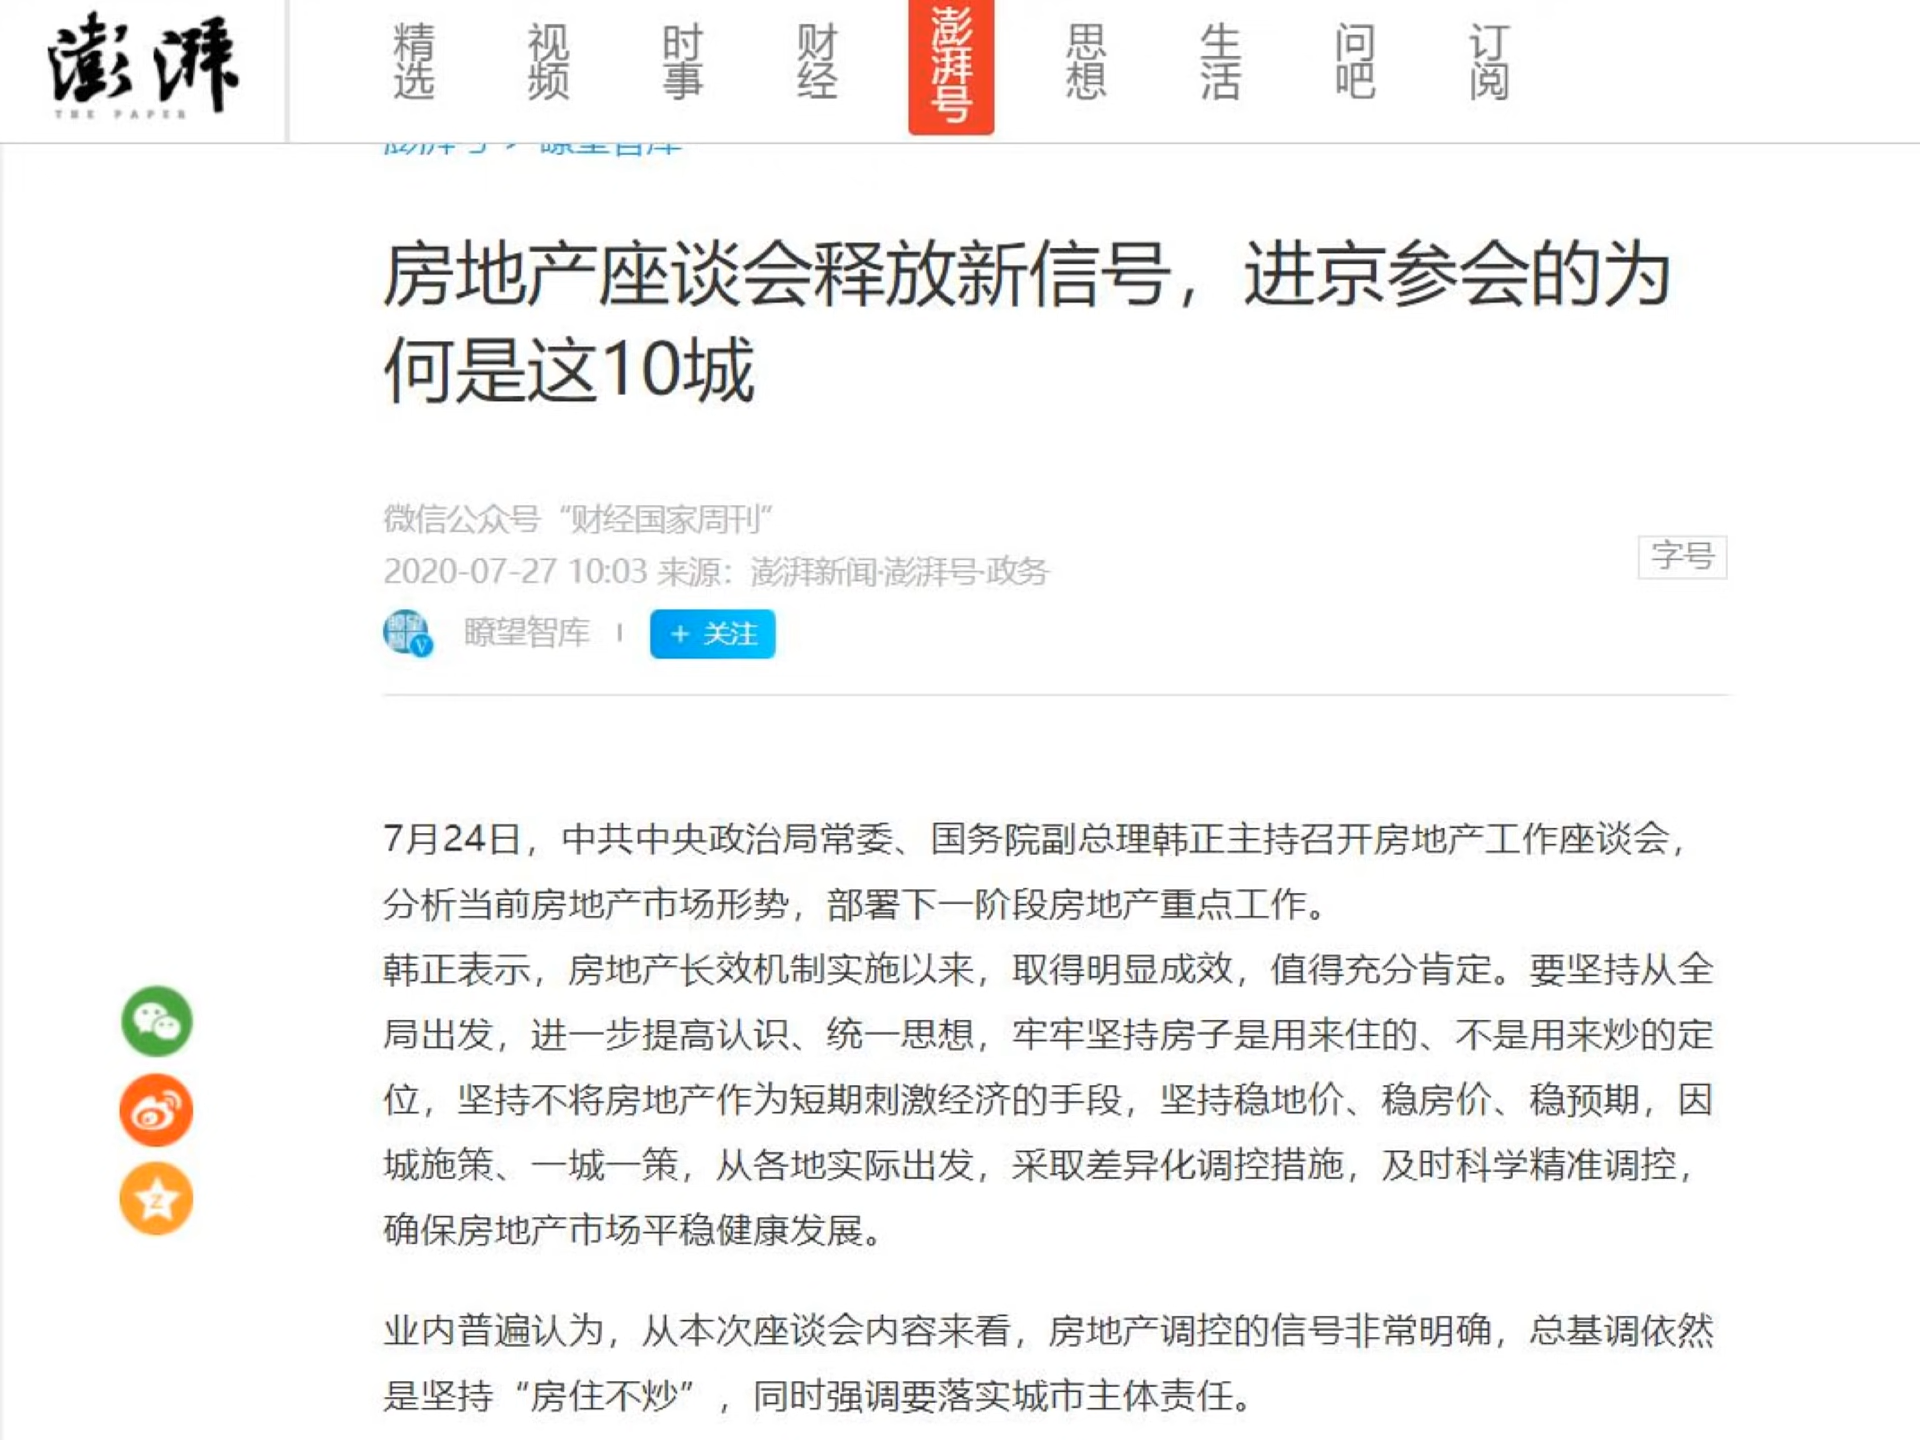 澎湃
THE PAPER
精选
视频
时事
财经
澎湃号
思想
生活
问吧
订阅
澎湃号 > 瞭望智库
房地产座谈会释放新信号，进京参会的为
何是这10城
微信公众号“财经国家周刊”
2020-07-27 10:03 来源：澎湃新闻·澎湃号·政务
字号
瞭望智库
+ 关注
7月24日，中共中央政治局常委、国务院副总理韩正主持召开房地产工作座谈会，
分析当前房地产市场形势，部署下一阶段房地产重点工作。
韩正表示，房地产长效机制实施以来，取得明显成效，值得充分肯定。要坚持从全
局出发，进一步提高认识、统一思想，牢牢坚持房子是用来住的、不是用来炒的定
位，坚持不将房地产作为短期刺激经济的手段，坚持稳地价、稳房价、稳预期，因
城施策、一城一策，从各地实际出发，采取差异化调控措施，及时科学精准调控，
确保房地产市场平稳健康发展。
业内普遍认为，从本次座谈会内容来看，房地产调控的信号非常明确，总基调依然
是坚持“房住不炒”，同时强调要落实城市主体责任。